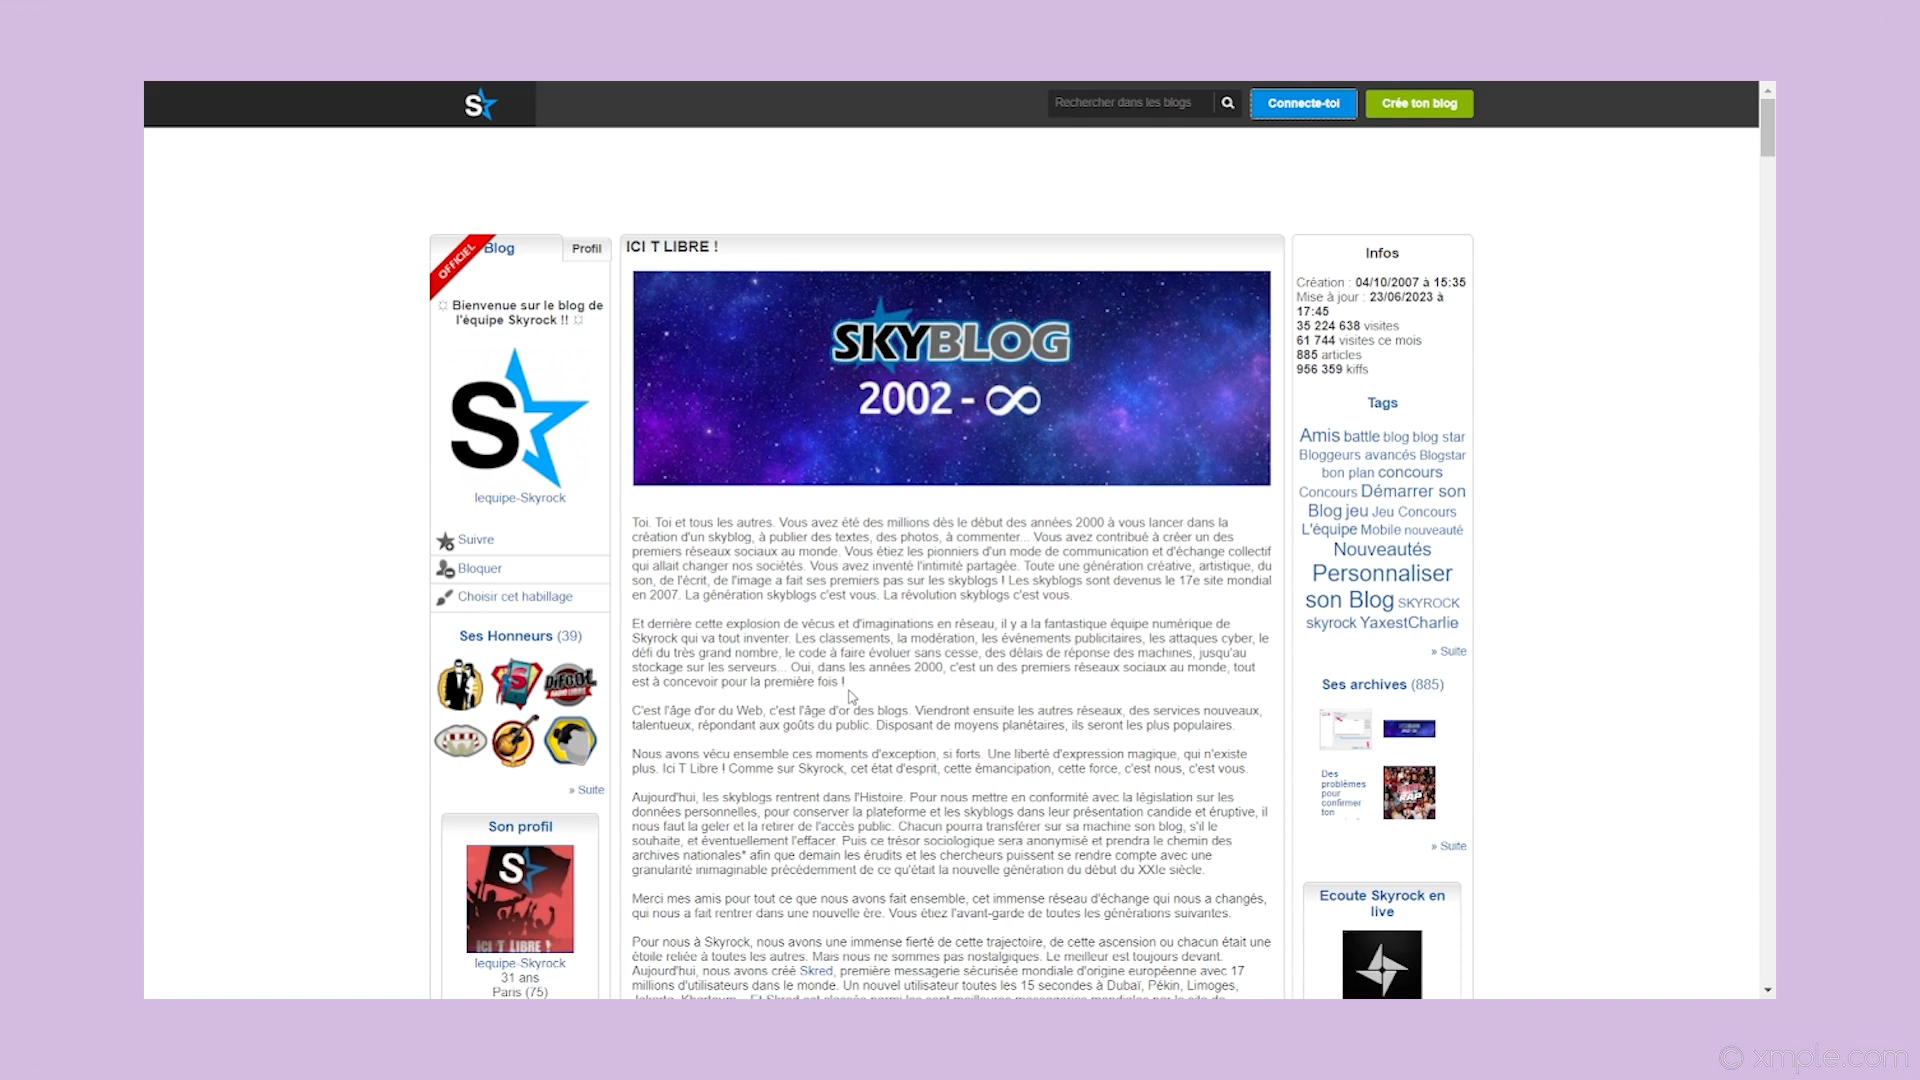 S
Rechercher dans les blogs
Connecte-toi
Crée ton blog
OFFICIEL
Blog
Profil
Bienvenue sur le blog de
l'équipe Skyrock !!
S
lequipe-Skyrock
Suivre
Bloquer
Choisir cet habillage
Ses Honneurs (39)
DIFOOL
RADIO LIBRE
» Suite
Son profil
S
ICI T LIBRE !
lequipe-Skyrock
31 ans
Paris (75)
ICI T LIBRE !
SKYBLOG
2002 - ∞
Toi. Toi et tous les autres. Vous avez été des millions dès le début des années 2000 à vous lancer dans la
création d'un skyblog, à publier des textes, des photos, à commenter... Vous avez contribué à créer un des
premiers réseaux sociaux au monde. Vous étiez les pionniers d'un mode de communication et d'échange collectif
qui allait changer nos sociétés. Vous avez inventé l'intimité partagée. Toute une génération créative, artistique, du
son, de l'écrit, de l'image a fait ses premiers pas sur les skyblogs ! Les skyblogs sont devenus le 17e site mondial
en 2007. La génération skyblogs c'est vous. La révolution skyblogs c'est vous.
Et derrière cette explosion de vécus et d'imaginations en réseau, il y a la fantastique équipe numérique de
Skyrock qui va tout inventer. Les classements, la modération, les événements publicitaires, les attaques cyber, le
défi du très grand nombre, le code à faire évoluer sans cesse, des délais de réponse des machines, jusqu'au
stockage sur les serveurs... Oui, dans les années 2000, c'est un des premiers réseaux sociaux au monde, tout
est à concevoir pour la première fois !
C'est l'âge d'or du Web, c'est l'âge d'or des blogs. Viendront ensuite les autres réseaux, des services nouveaux,
talentueux, répondant aux goûts du public. Disposant de moyens planétaires, ils seront les plus populaires.
Nous avons vécu ensemble ces moments d'exception, si forts. Une liberté d'expression magique, qui n'existe
plus. Ici T Libre ! Comme sur Skyrock, cet état d'esprit, cette émancipation, cette force, c'est nous, c'est vous.
Aujourd'hui, les skyblogs rentrent dans l'Histoire. Pour nous mettre en conformité avec la législation sur les
données personnelles, pour conserver la plateforme et les skyblogs dans leur présentation candide et éruptive, il
nous faut la geler et la retirer de l'accès public. Chacun pourra transférer sur sa machine son blog, s'il le
souhaite, et éventuellement l'effacer. Puis ce trésor sociologique sera anonymisé et prendra le chemin des
archives nationales* afin que demain les érudits et les chercheurs puissent se rendre compte avec une
granularité inimaginable précédemment de ce qu'était la nouvelle génération du début du XXIe siècle.
Merci mes amis pour tout ce que nous avons fait ensemble, cet immense réseau d'échange qui nous a changés,
qui nous a fait rentrer dans une nouvelle ère. Vous étiez l'avant-garde de toutes les générations suivantes.
Pour nous à Skyrock, nous avons une immense fierté de cette trajectoire, de cette ascension ou chacun était une
étoile reliée à toutes les autres. Mais nous ne sommes pas nostalgiques. Le meilleur est toujours devant.
Aujourd'hui, nous avons créé Skred, première messagerie sécurisée mondiale d'origine européenne avec 17
millions d'utilisateurs dans le monde. Un nouvel utilisateur toutes les 15 secondes à Dubaï, Pékin, Limoges,
Infos
Création : 04/10/2007 à 15:35
Mise à jour : 23/06/2023 à
17:45
35 224 638 visites
61 744 visites ce mois
885 articles
956 359 kiffs
Tags
Amis battle blog blog star
Bloggeurs avancés Blogstar
bon plan concours
Concours Démarrer son
Blog jeu Jeu Concours
L'équipe Mobile nouveauté
Nouveautés
Personnaliser
son Blog SKYROCK
skyrock YaxestCharlie
» Suite
Ses archives (885)
Des
problèmes
pour
confirmer
ton
RAP
» Suite
Ecoute Skyrock en
live
© xmple.com